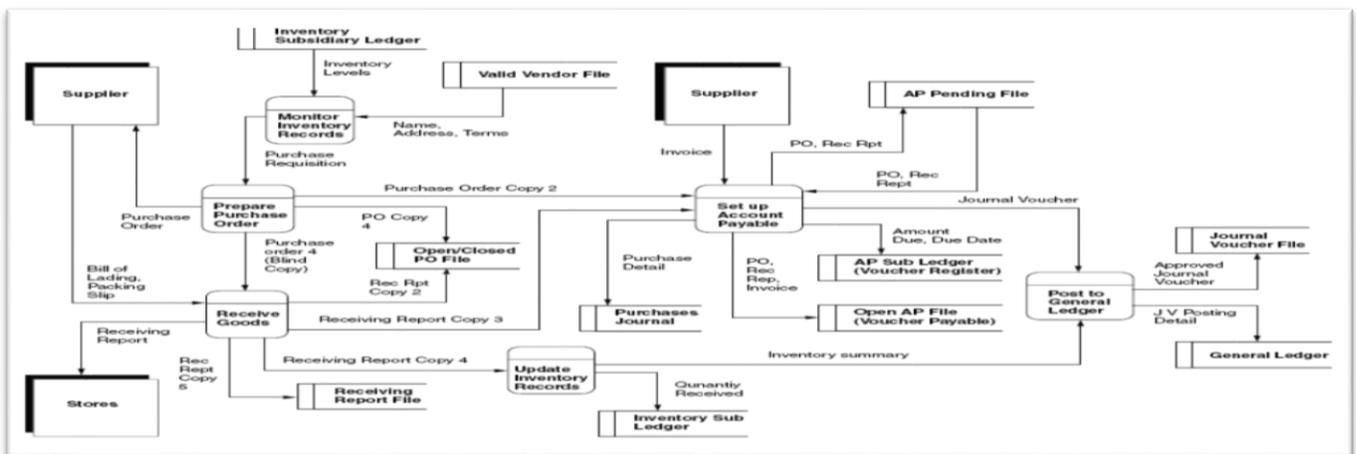 Inventory
Subsidiary Ledger
Inventory
Levels
Valid Vendor File
Supplier
Supplier
AP Pending File
Monitor
Inventory
Records
Name,
Address, Terms
Invoice
PO, Rec Rpt
Purchase
Requisition
PO, Rec
Rept
Purchase Order Copy 2
Journal Voucher
Prepare
Purchase
Order
Set up
Account
Payable
Purchase
Order
PO Copy
4
Purchase
order 4
(Blind
Copy)
Open/Closed
PO File
Purchase
Detail
PO,
Rec
Rep,
Invoice
Amount
Due, Due Date
AP Sub Ledger
(Voucher Register)
Journal
Voucher File
Approved
Journal
Voucher
Bill of
Lading,
Packing
Slip
Rec Rpt
Copy 2
Receive
Goods
Receiving Report Copy 3
Purchases
Journal
Open AP File
(Voucher Payable)
Post to
General
Ledger
J V Posting
Detail
Receiving
Report
General Ledger
Rec
Rept
Copy
5
Receiving Report Copy 4
Update
Inventory
Records
Inventory summary
Stores
Receiving
Report File
Qunantiy
Received
Inventory Sub
Ledger